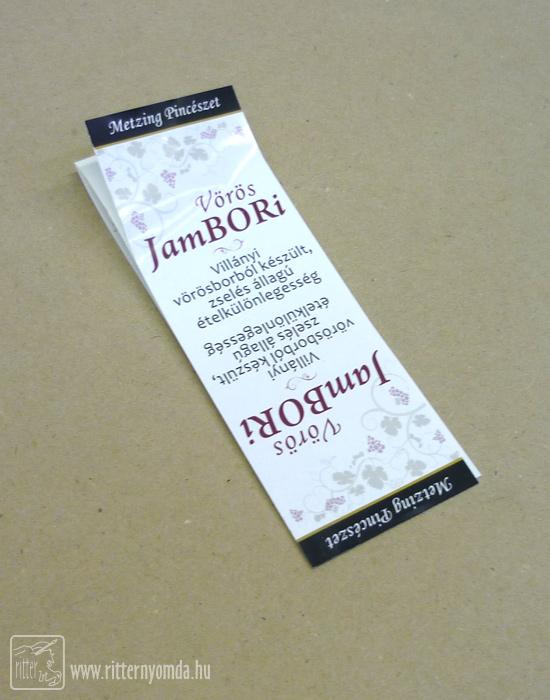 Metzing Pincészet
Vörös
JamBORi
Villányi
vörösborból készült,
zselés állagú
ételkülönlegesség
Villányi
vörösborból készült,
zselés állagú
ételkülönlegesség
Vörös
JamBORi
Metzing Pincészet
ritter
www.ritternyomda.hu